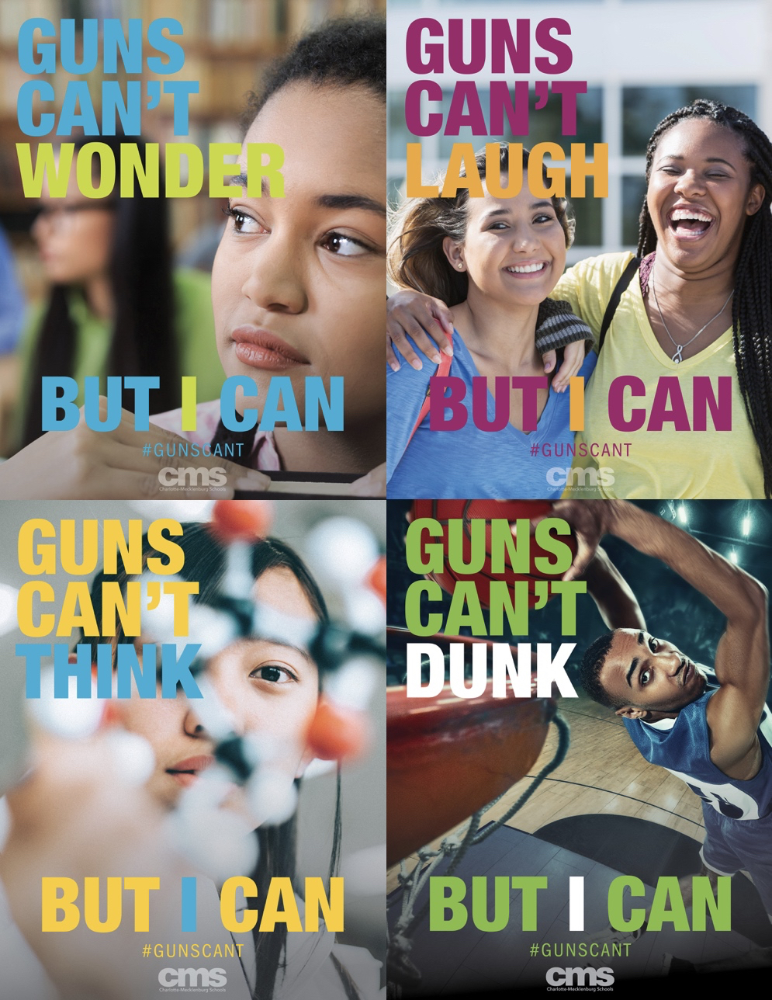 GUNS
CAN'T
WONDER
BUT I CAN
#GUNSCANT
cms
Charlotte-Mecklenburg Schools
GUNS
CAN'T
LAUGH
BUT I CAN
#GUNSCANT
cms
Charlotte-Mecklenburg Schools
GUNS
CAN'T
THINK
BUT I CAN
#GUNSCANT
cms
Charlotte-Mecklenburg Schools
GUNS
CAN'T
DUNK
BUT I CAN
#GUNSCANT
cms
Charlotte-Mecklenburg Schools